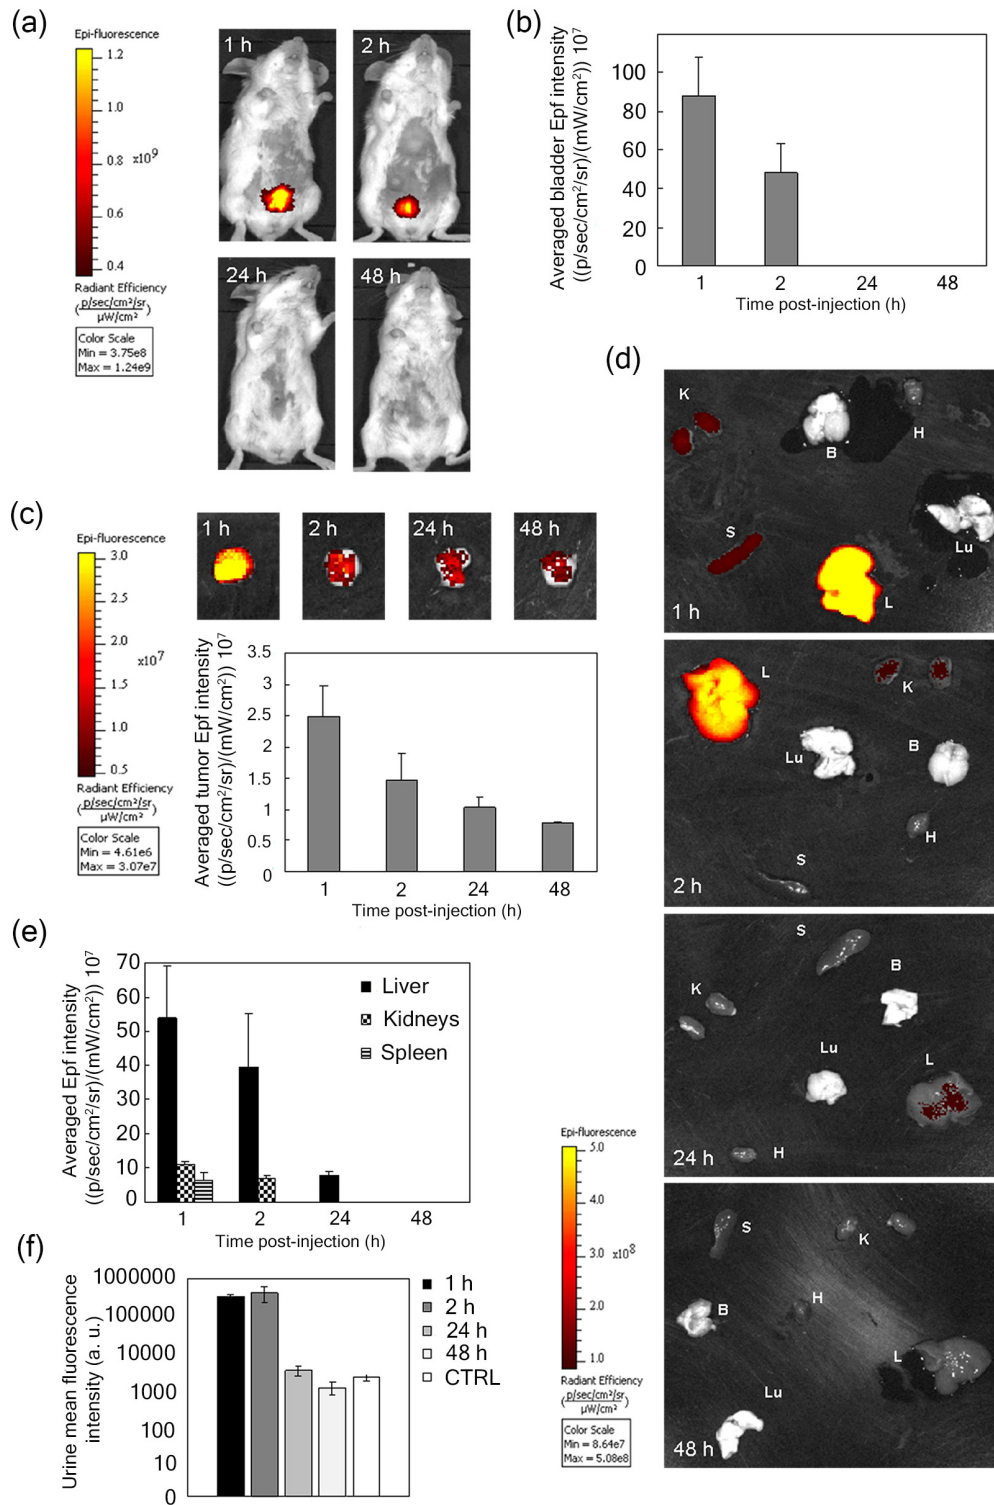 (a)
Epi-fluorescence
1.2
1.0
x10⁹
0.8
0.6
0.4
Radiant Efficiency
(p/sec/cm²/sr / µW/cm²)
Color Scale
Min = 3.75e8
Max = 1.24e9
1 h
2 h
24 h
48 h
(b)
Averaged bladder Epf intensity
((p/sec/cm²/sr)/(mW/cm²)) 10⁷
100
80
60
40
20
0
1
2
24
48
Time post-injection (h)
(c)
Epi-fluorescence
3.0
2.0
x10⁷
1.5
1.0
0.5
Radiant Efficiency
(p/sec/cm²/sr / µW/cm²)
Color Scale
Min = 4.61e6
Max = 3.07e7
1 h
2 h
24 h
48 h
Averaged tumor Epf intensity
((p/sec/cm²/sr)/(mW/cm²)) 10⁷
3.5
3
2.5
2
1.5
1
0.5
0
1
2
24
48
Time post-injection (h)
(d)
K
B
H
S
Lu
L
1 h
L
K
Lu
B
H
S
2 h
S
B
K
Lu
L
H
24 h
S
K
H
B
L
Lu
48 h
Epi-fluorescence
5.0
4.0
3.0
x10⁸
2.0
1.0
Radiant Efficiency
(p/sec/cm²/sr / µW/cm²)
Color Scale
Min = 8.64e7
Max = 5.08e8
(e)
Averaged Epf intensity
((p/sec/cm²/sr)/(mW/cm²)) 10⁷
70
60
50
40
30
20
10
0
Liver
Kidneys
Spleen
1
2
24
48
Time post-injection (h)
(f)
Urine mean fluorescence
intensity (a. u.)
1000000
100000
10000
1000
100
10
0
1 h
2 h
24 h
48 h
CTRL